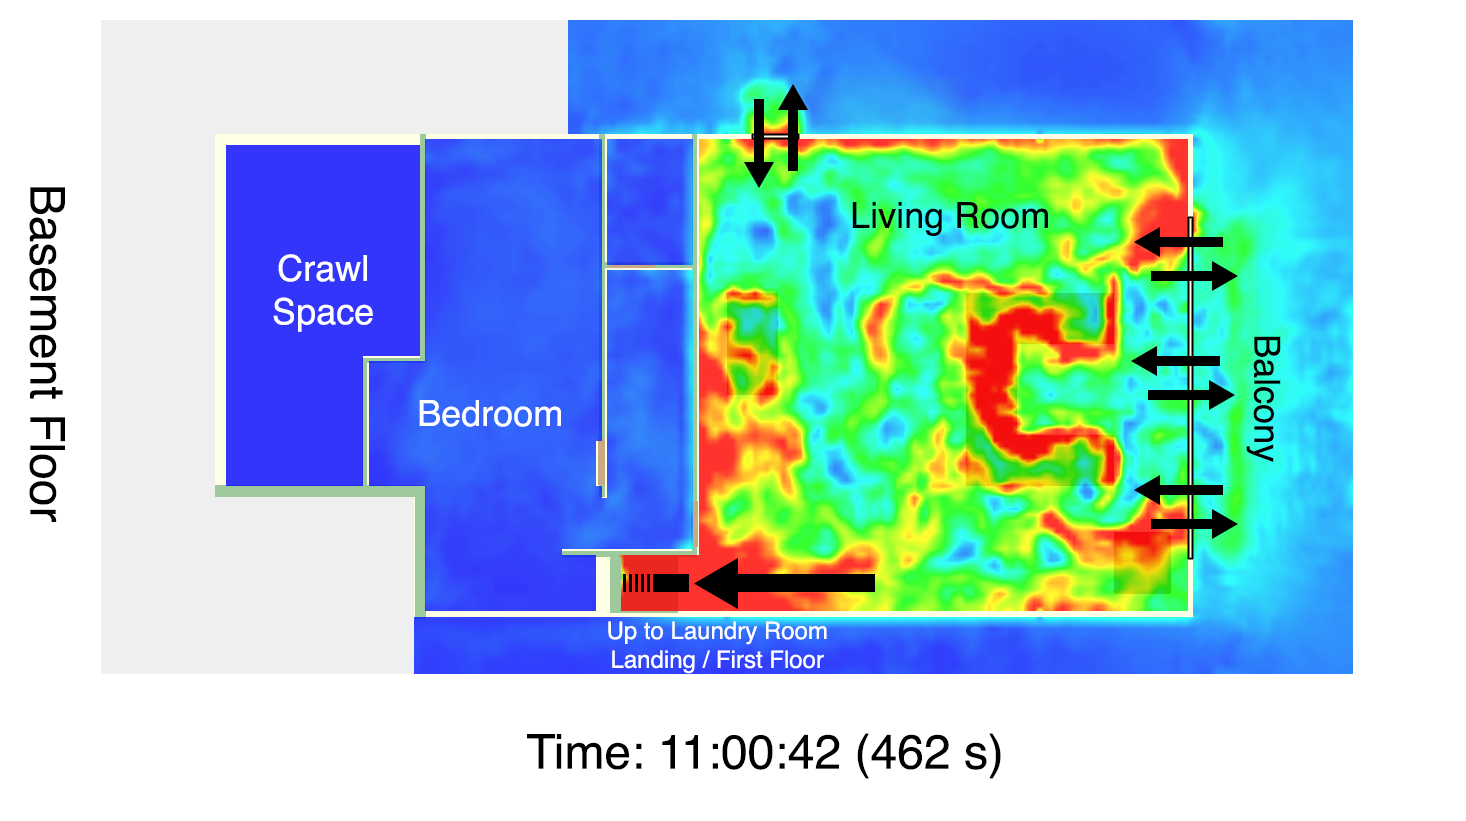 Basement Floor
Crawl
Space
Bedroom
Living Room
Balcony
Up to Laundry Room
Landing / First Floor
Time: 11:00:42 (462 s)